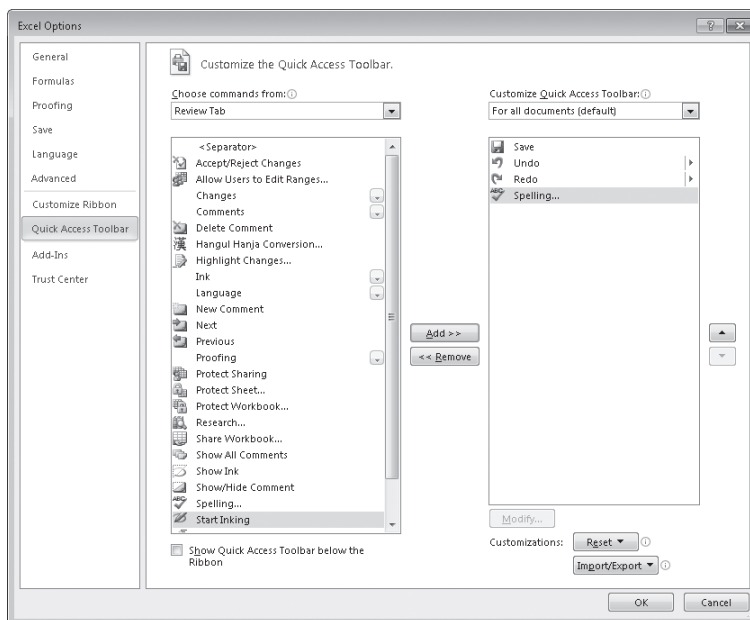 Excel Options
General
Formulas
Proofing
Save
Language
Advanced
Customize Ribbon
Quick Access Toolbar
Add-Ins
Trust Center
Customize the Quick Access Toolbar.
Choose commands from:
Review Tab
<Separator>
Accept/Reject Changes
Allow Users to Edit Ranges...
Changes
Comments
Delete Comment
漢 Hangul Hanja Conversion...
Highlight Changes...
Ink
Language
New Comment
Next
Previous
Proofing
Protect Sharing
Protect Sheet...
Protect Workbook...
Research...
Share Workbook...
Show All Comments
Show Ink
Show/Hide Comment
ABC Spelling...
Start Inking
Show Quick Access Toolbar below the
Ribbon
Add >>
<< Remove
Customize Quick Access Toolbar:
For all documents (default)
Save
Undo
Redo
ABC Spelling...
Modify...
Customizations: Reset
Import/Export
OK Cancel